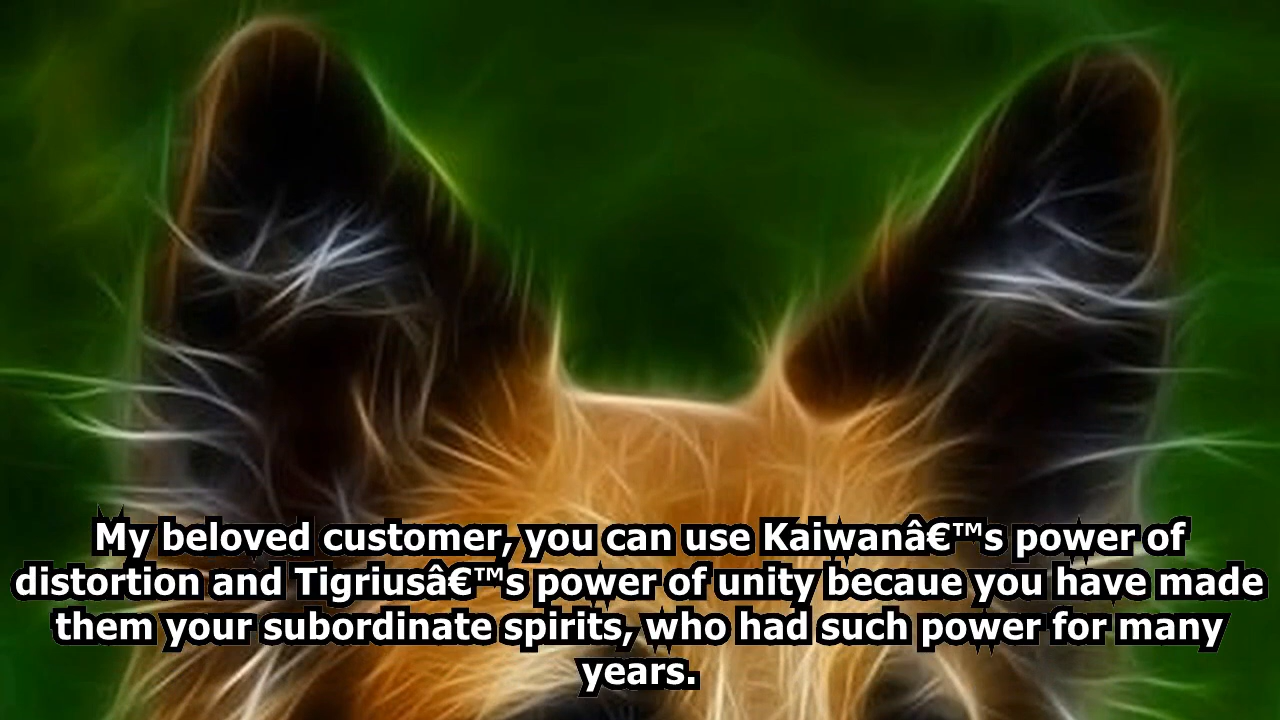 My beloved customer, you can use Kaiwanâ€™s power of
distortion and Tigriusâ€™s power of unity becaue you have made
them your subordinate spirits, who had such power for many
years.